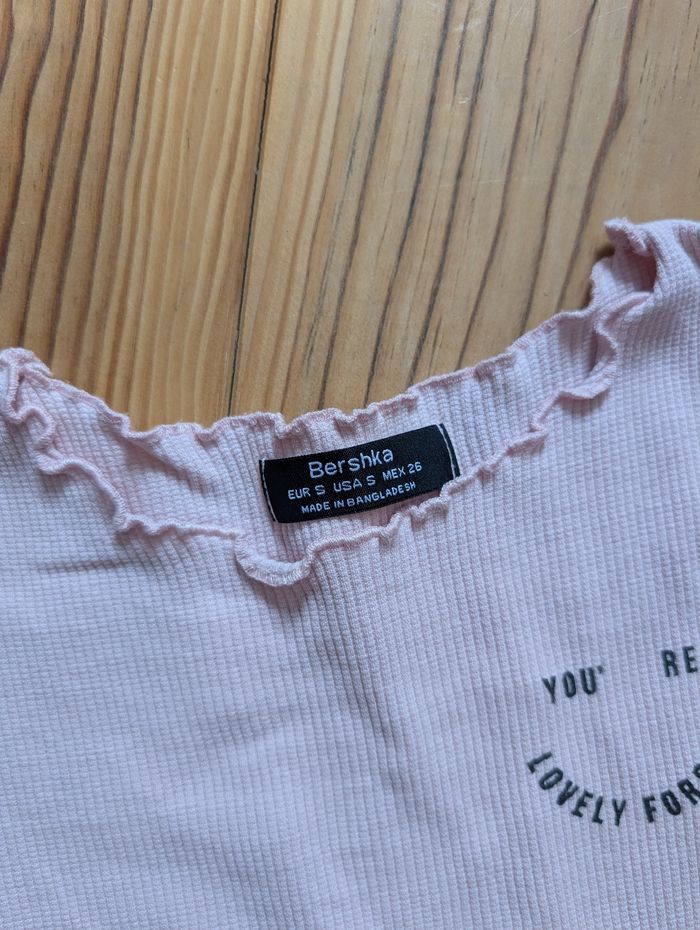 Bershka
EUR S USA S MEX 26
MADE IN BANGLADESH
YOU' RE
LOVELY